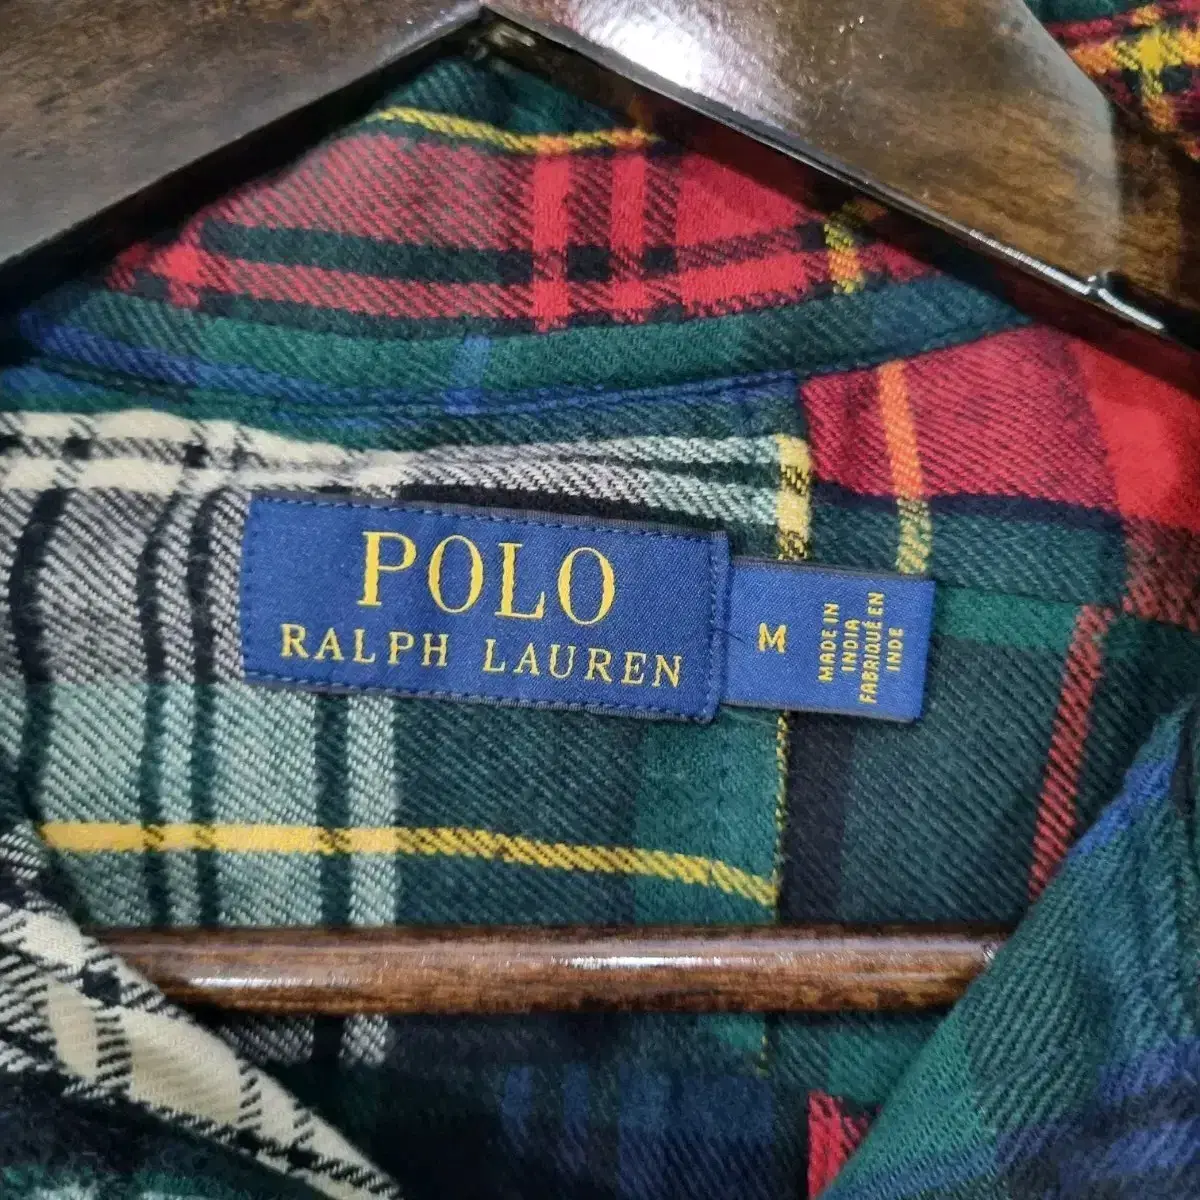 POLO
RALPH LAUREN
M
MADE IN
INDIA
FABRIQUÉ EN
INDE